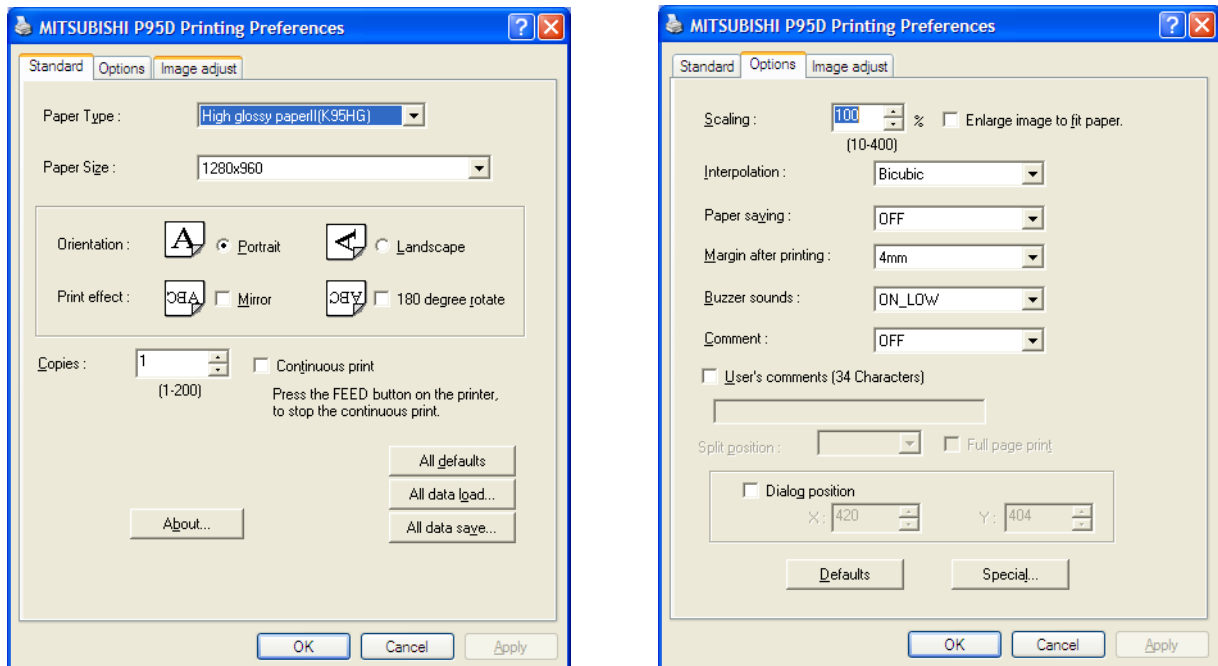 MITSUBISHI P95D Printing Preferences
Standard Options Image adjust
Paper Type : High glossy paperII(K95HG)
Paper Size : 1280x960
Orientation : A Portrait A Landscape
Print effect : ABC Mirror ABC 180 degree rotate
Copies : 1 Continuous print
(1-200) Press the FEED button on the printer,
to stop the continuous print.
All defaults
All data load...
About... All data save...
OK Cancel Apply
MITSUBISHI P95D Printing Preferences
Standard Options Image adjust
Scaling : 100 % Enlarge image to fit paper.
(10-400)
Interpolation : Bicubic
Paper saving : OFF
Margin after printing : 4mm
Buzzer sounds : ON_LOW
Comment : OFF
User's comments (34 Characters)
Split position : Full page print
Dialog position
X : 420 Y : 404
Defaults Special...
OK Cancel Apply